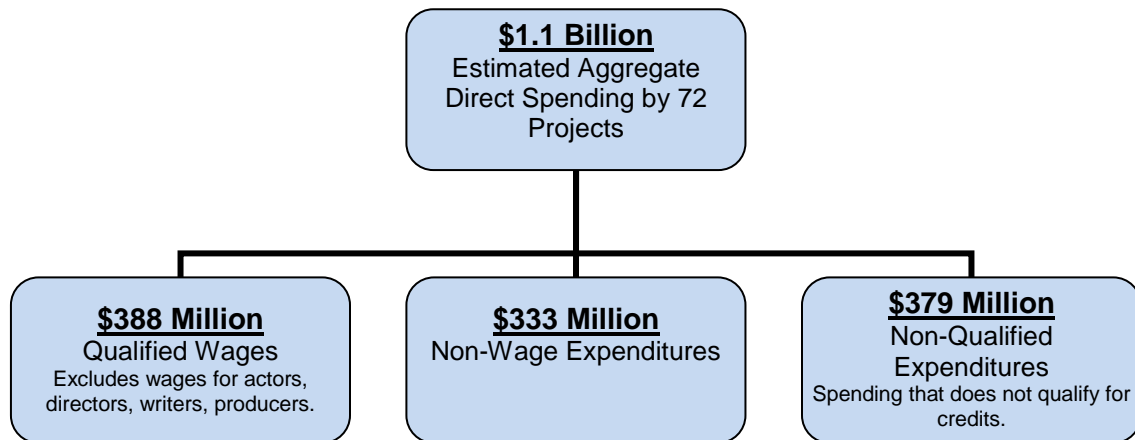 $1.1 Billion
Estimated Aggregate
Direct Spending by 72
Projects
$388 Million
Qualified Wages
Excludes wages for actors,
directors, writers, producers.
$333 Million
Non-Wage Expenditures
$379 Million
Non-Qualified
Expenditures
Spending that does not qualify for
credits.